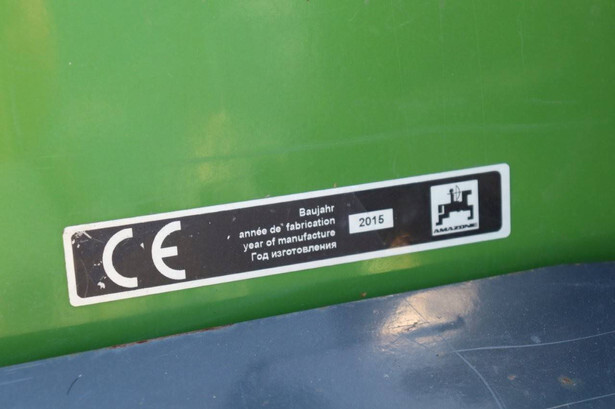 CE
Baujahr
année de fabrication
year of manufacture
Год изготовления
2015
AMAZONE